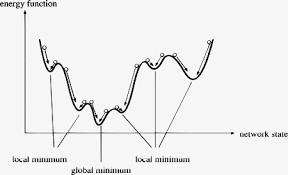 energy function
network state
local minimum
local minimum
global minimum